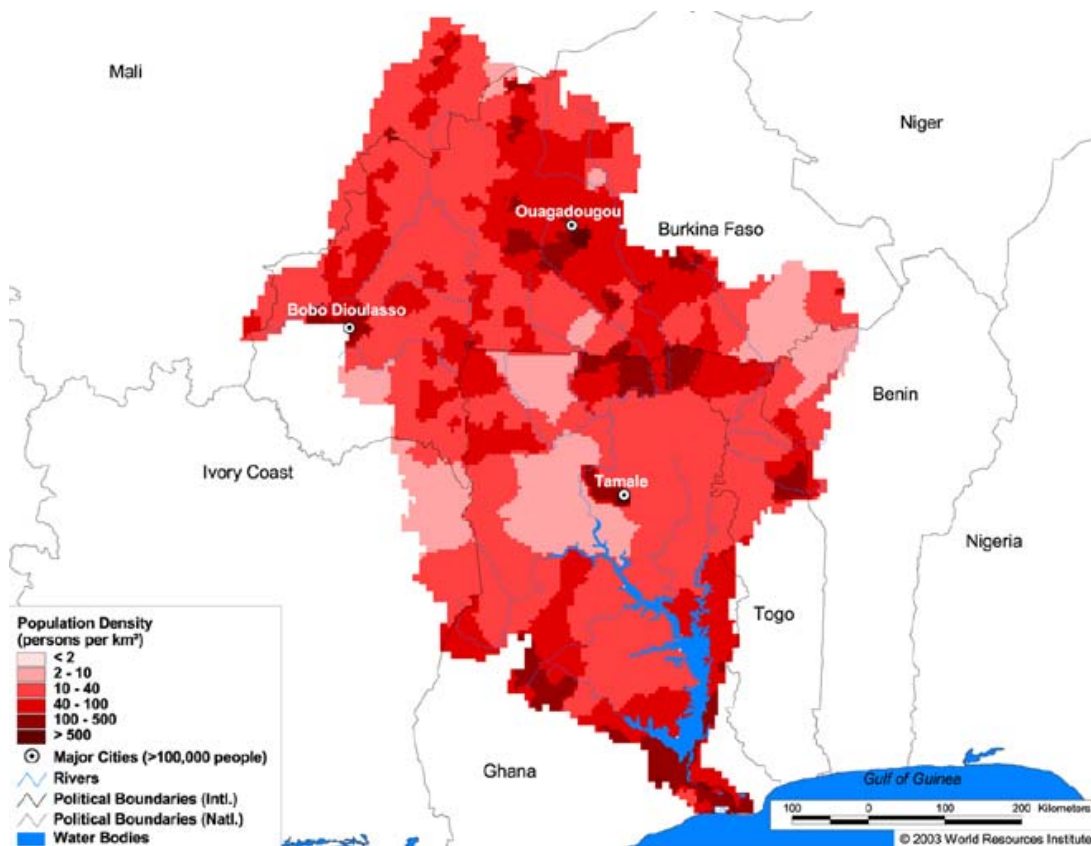 Mali
Niger
Ouagadougou
Burkina Faso
Bobo Dioulasso
Benin
Ivory Coast
Tamale
Nigeria
Togo
Ghana
Gulf of Guinea
Population Density
(persons per km²)
< 2
2 - 10
10 - 40
40 - 100
100 - 500
> 500
Major Cities (>100,000 people)
Rivers
Political Boundaries (Intl.)
Political Boundaries (Natl.)
Water Bodies
100 0 100 200 Kilometers
© 2003 World Resources Institute